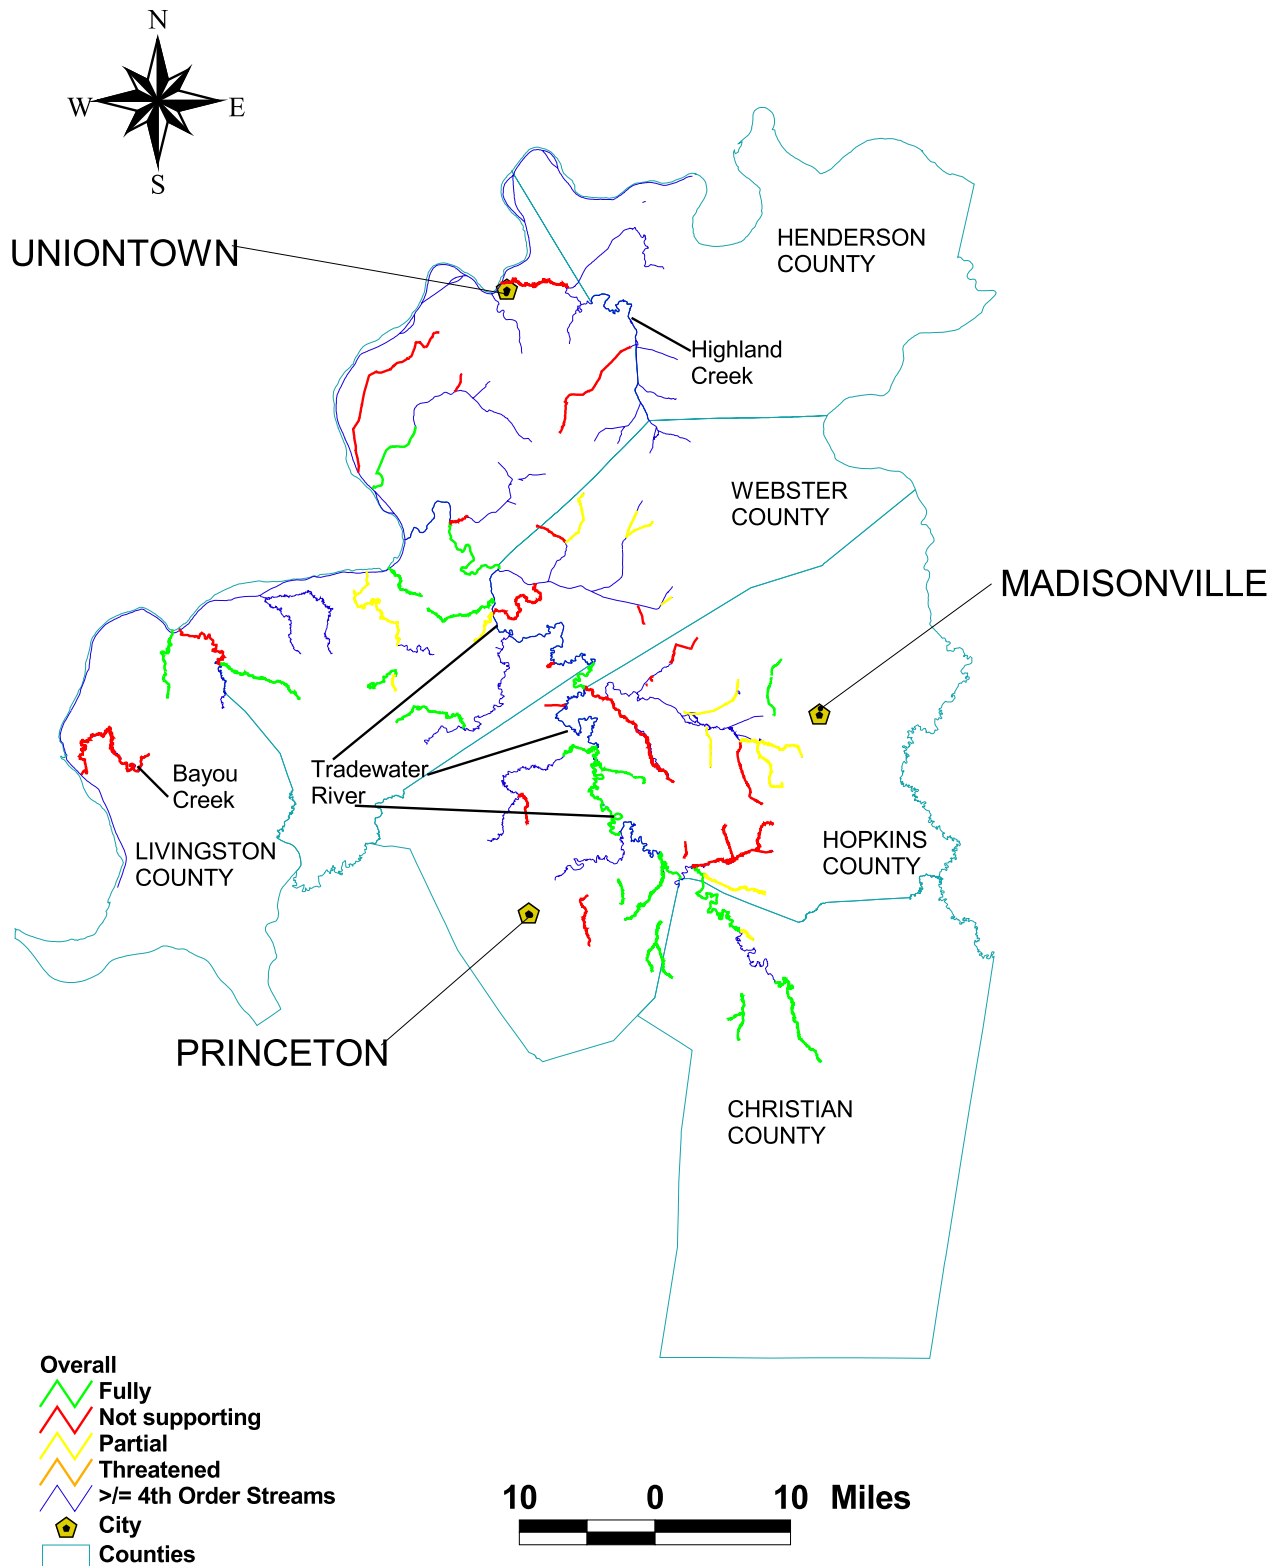 N
W E
S
UNIONTOWN
HENDERSON
COUNTY
Highland
Creek
WEBSTER
COUNTY
MADISONVILLE
Tradewater
River
Bayou
Creek
LIVINGSTON
COUNTY
HOPKINS
COUNTY
PRINCETON
CHRISTIAN
COUNTY
Overall
Fully
Not supporting
Partial
Threatened
>/= 4th Order Streams
City
Counties
10 0 10 Miles